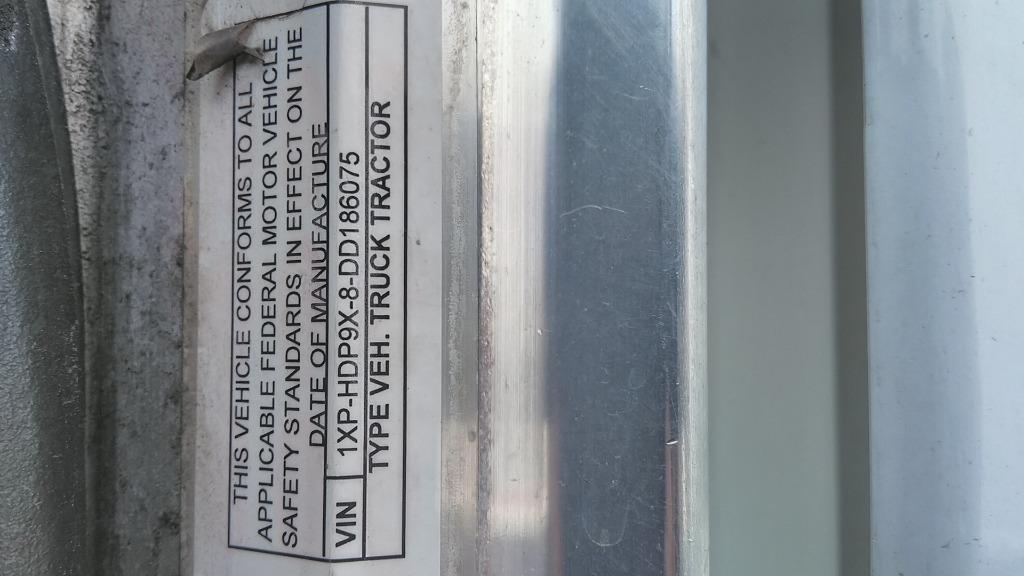 THIS VEHICLE CONFORMS TO ALL
APPLICABLE FEDERAL MOTOR VEHICLE
SAFETY STANDARDS IN EFFECT ON THE
DATE OF MANUFACTURE
VIN 1XP-HDP9X-8-DD186075
TYPE VEH. TRUCK TRACTOR